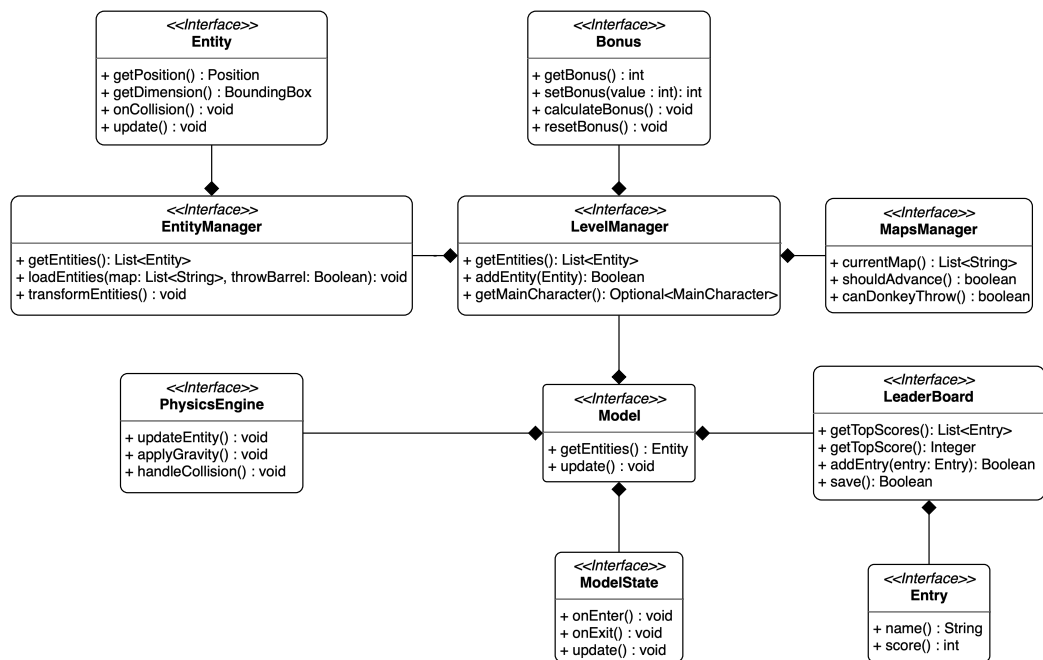 <<Interface>>
Entity
+ getPosition() : Position
+ getDimension() : BoundingBox
+ onCollision() : void
+ update() : void
<<Interface>>
Bonus
+ getBonus() : int
+ setBonus(value : int): int
+ calculateBonus() : void
+ resetBonus() : void
<<Interface>>
EntityManager
+ getEntities(): List<Entity>
+ loadEntities(map: List<String>, throwBarrel: Boolean): void
+ transformEntities() : void
<<Interface>>
LevelManager
+ getEntities(): List<Entity>
+ addEntity(Entity): Boolean
+ getMainCharacter(): Optional<MainCharacter>
<<Interface>>
MapsManager
+ currentMap() : List<String>
+ shouldAdvance() : boolean
+ canDonkeyThrow() : boolean
<<Interface>>
PhysicsEngine
+ updateEntity() : void
+ applyGravity() : void
+ handleCollision() : void
<<Interface>>
Model
+ getEntities() : Entity
+ update() : void
<<Interface>>
LeaderBoard
+ getTopScores(): List<Entry>
+ getTopScore(): Integer
+ addEntry(entry: Entry): Boolean
+ save(): Boolean
<<Interface>>
ModelState
+ onEnter() : void
+ onExit() : void
+ update() : void
<<Interface>>
Entry
+ name() : String
+ score() : int